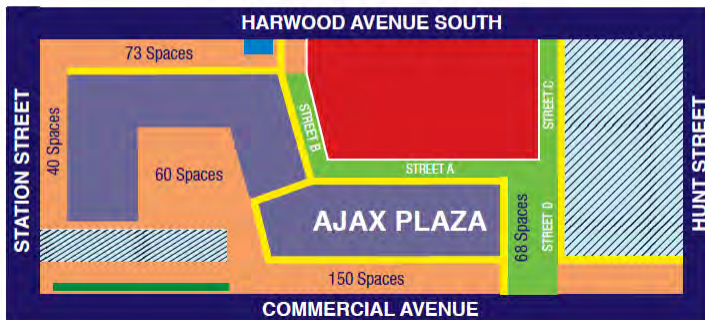 HARWOOD AVENUE SOUTH
73 Spaces
STATION STREET
40 Spaces
60 Spaces
STREET B
STREET A
STREET C
HUNT STREET
AJAX PLAZA
68 Spaces
STREET D
150 Spaces
COMMERCIAL AVENUE